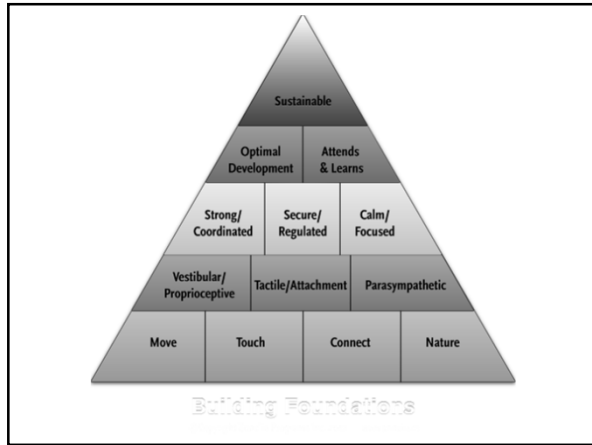 Sustainable
Optimal
Development
Attends
& Learns
Strong/
Coordinated
Secure/
Regulated
Calm/
Focused
Vestibular/
Proprioceptive
Tactile/Attachment
Parasympathetic
Move
Touch
Connect
Nature
Building Foundations